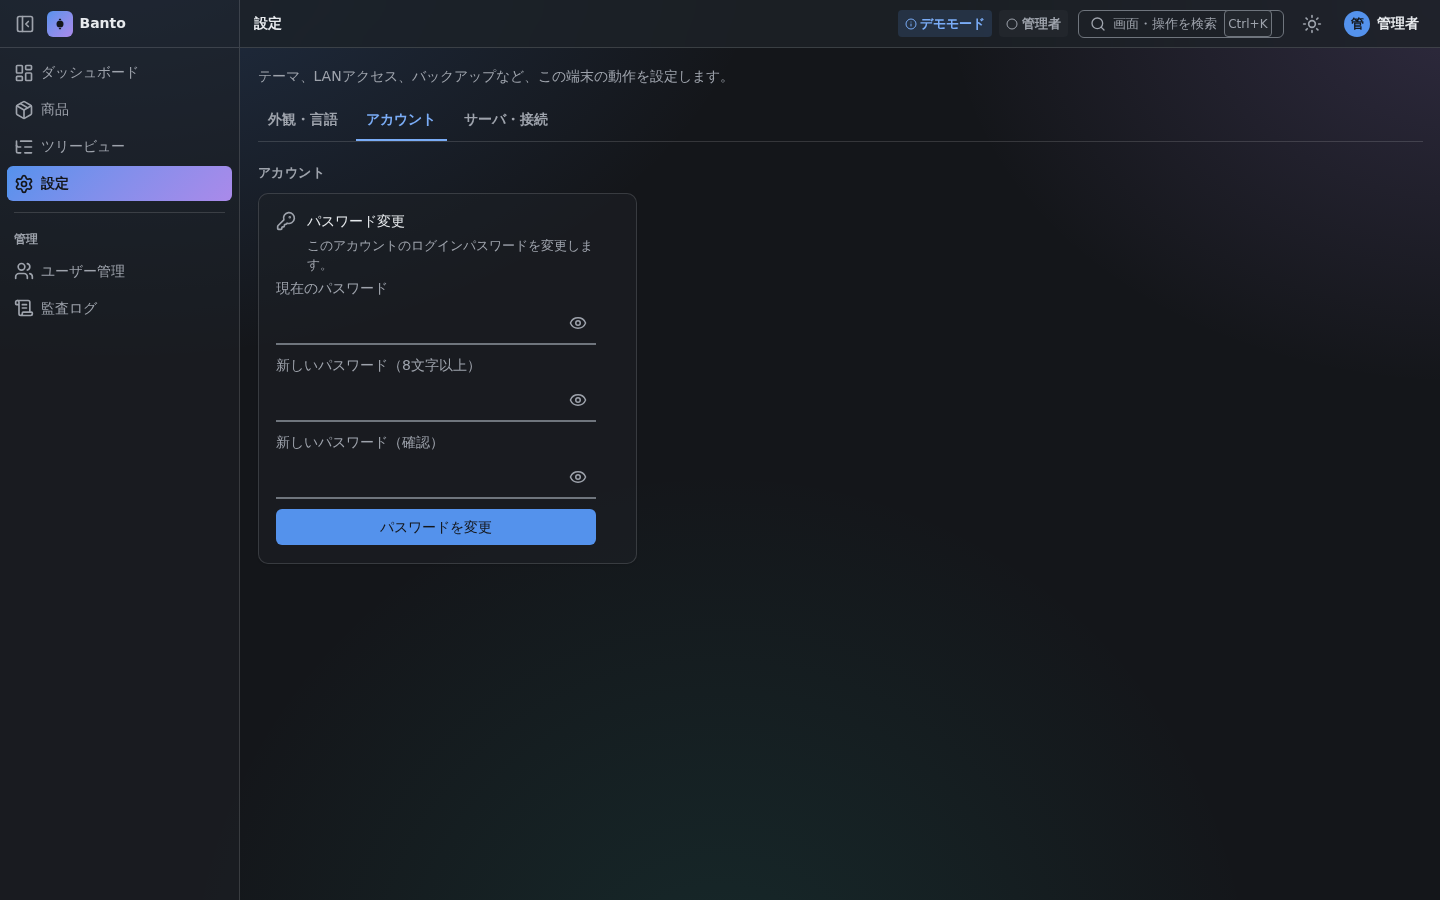 Banto
設定
デモモード
管理者
画面・操作を検索
Ctrl+K
管
管理者
ダッシュボード
商品
ツリービュー
設定
管理
ユーザー管理
監査ログ
テーマ、LANアクセス、バックアップなど、この端末の動作を設定します。
外観・言語
アカウント
サーバ・接続
アカウント
パスワード変更
このアカウントのログインパスワードを変更しま
す。
現在のパスワード
新しいパスワード（8文字以上）
新しいパスワード（確認）
パスワードを変更